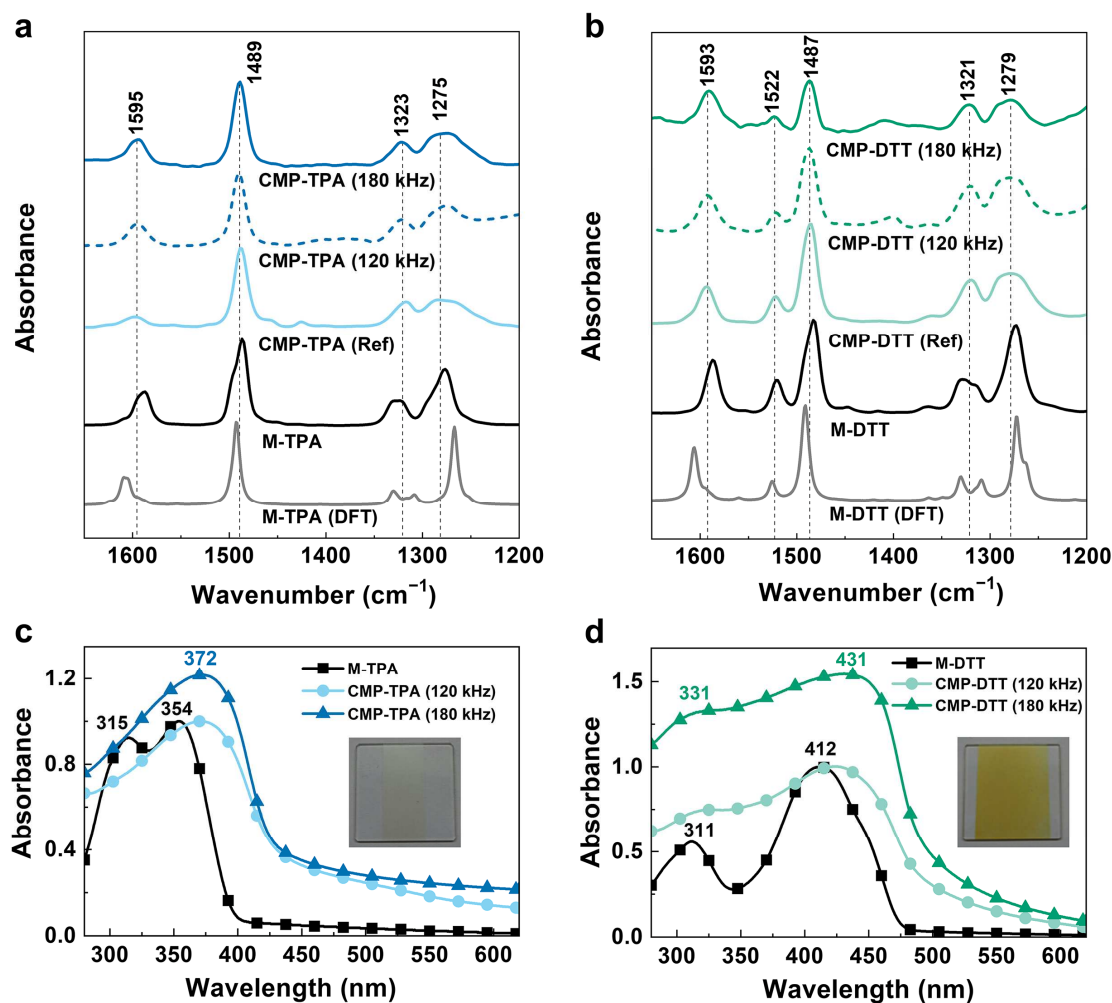 a
1595
1489
1323
1275
CMP-TPA (180 kHz)
CMP-TPA (120 kHz)
CMP-TPA (Ref)
M-TPA
M-TPA (DFT)
Absorbance
1600 1500 1400 1300 1200
Wavenumber (cm⁻¹)
b
1593
1522
1487
1321
1279
CMP-DTT (180 kHz)
CMP-DTT (120 kHz)
CMP-DTT (Ref)
M-DTT
M-DTT (DFT)
Absorbance
1600 1500 1400 1300 1200
Wavenumber (cm⁻¹)
c
372
315
354
M-TPA
CMP-TPA (120 kHz)
CMP-TPA (180 kHz)
1.2
0.8
0.4
0.0
Absorbance
300 350 400 450 500 550 600
Wavelength (nm)
d
431
331
412
311
M-DTT
CMP-DTT (120 kHz)
CMP-DTT (180 kHz)
1.5
1.0
0.5
0.0
Absorbance
300 350 400 450 500 550 600
Wavelength (nm)